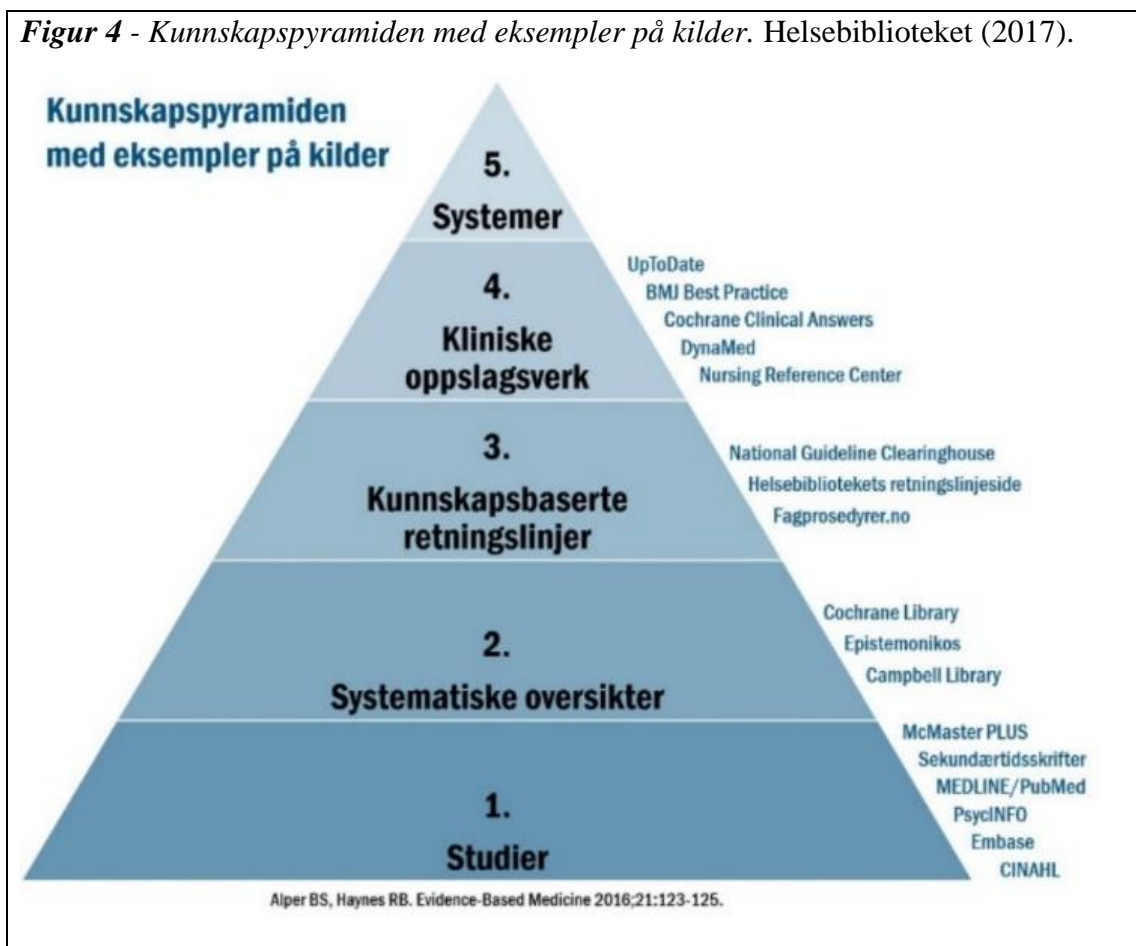 Figur 4 - Kunnskapspyramiden med eksempler på kilder. Helsebiblioteket (2017).
Kunnskapspyramiden
med eksempler på kilder
5.
Systemer
4.
Kliniske
oppslagsverk
UpToDate
BMJ Best Practice
Cochrane Clinical Answers
DynaMed
Nursing Reference Center
3.
Kunnskapsbaserte
retningslinjer
National Guideline Clearinghouse
Helsebibliotekets retningslinjeside
Fagprosedyrer.no
2.
Systematiske oversikter
Cochrane Library
Epistemonikos
Campbell Library
1.
Studier
McMaster PLUS
Sekundærtidsskrifter
MEDLINE/PubMed
PsycINFO
Embase
CINAHL
Alper BS, Haynes RB. Evidence-Based Medicine 2016;21:123-125.